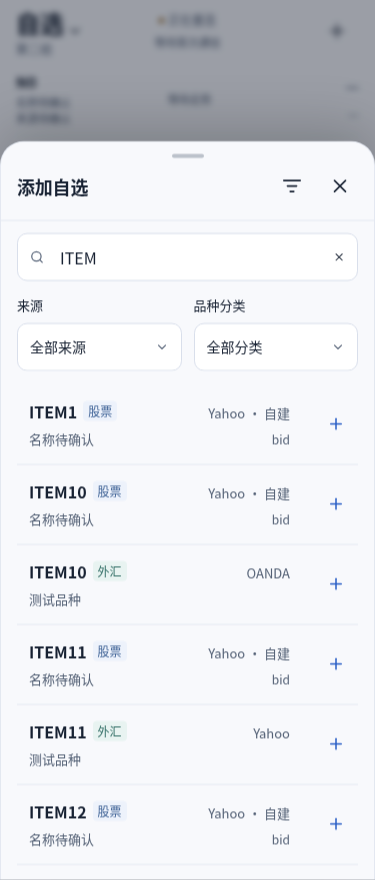 自选
添加自选
ITEM
来源
品种分类
全部来源
全部分类
ITEM1 股票 Yahoo · 自建
名称待确认 bid
ITEM10 股票 Yahoo · 自建
名称待确认 bid
ITEM10 外汇 OANDA
测试品种
ITEM11 股票 Yahoo · 自建
名称待确认 bid
ITEM11 外汇 Yahoo
测试品种
ITEM12 股票 Yahoo · 自建
名称待确认 bid